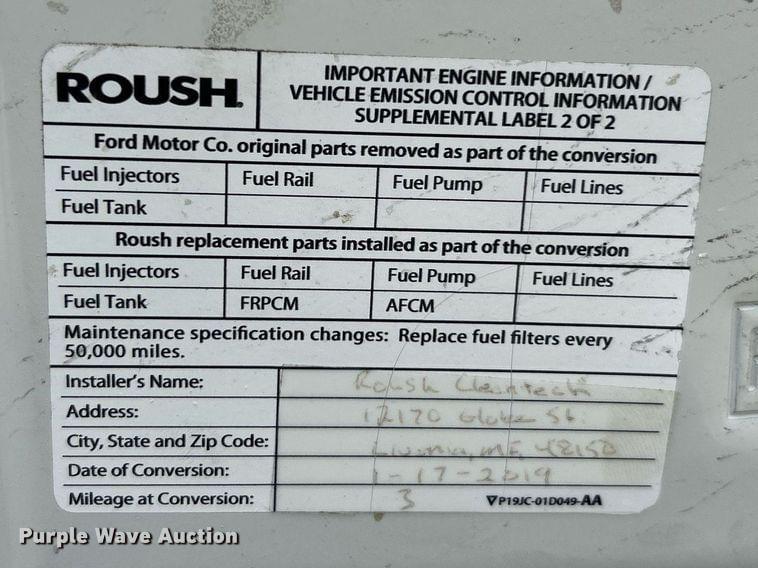 ROUSH.
IMPORTANT ENGINE INFORMATION /
VEHICLE EMISSION CONTROL INFORMATION
SUPPLEMENTAL LABEL 2 OF 2
Ford Motor Co. original parts removed as part of the conversion
Fuel Injectors Fuel Rail Fuel Pump Fuel Lines
Fuel Tank
Roush replacement parts installed as part of the conversion
Fuel Injectors Fuel Rail Fuel Pump Fuel Lines
Fuel Tank FRPCM AFCM
Maintenance specification changes: Replace fuel filters every
50,000 miles.
Installer's Name: Roush Cleantech
Address: 12170 Globe St.
City, State and Zip Code: Livonia, 48150
Date of Conversion: 1-17-2019
Mileage at Conversion: 3
P19JC-01D049-AA
Purple Wave Auction